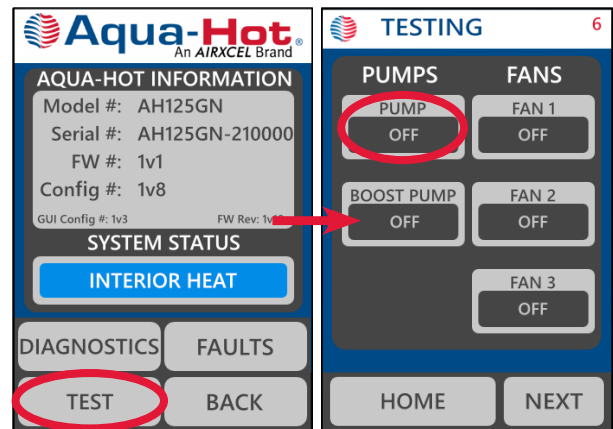 Aqua-Hot®
An AIRXCEL Brand
AQUA-HOT INFORMATION
Model #: AH125GN
Serial #: AH125GN-210000
FW #: 1v1
Config #: 1v8
GUI Config #: 1v3 FW Rev:
SYSTEM STATUS
INTERIOR HEAT
DIAGNOSTICS FAULTS
TEST BACK
TESTING 6
PUMPS FANS
PUMP FAN 1
OFF OFF
BOOST PUMP FAN 2
OFF OFF
FAN 3
OFF
HOME NEXT